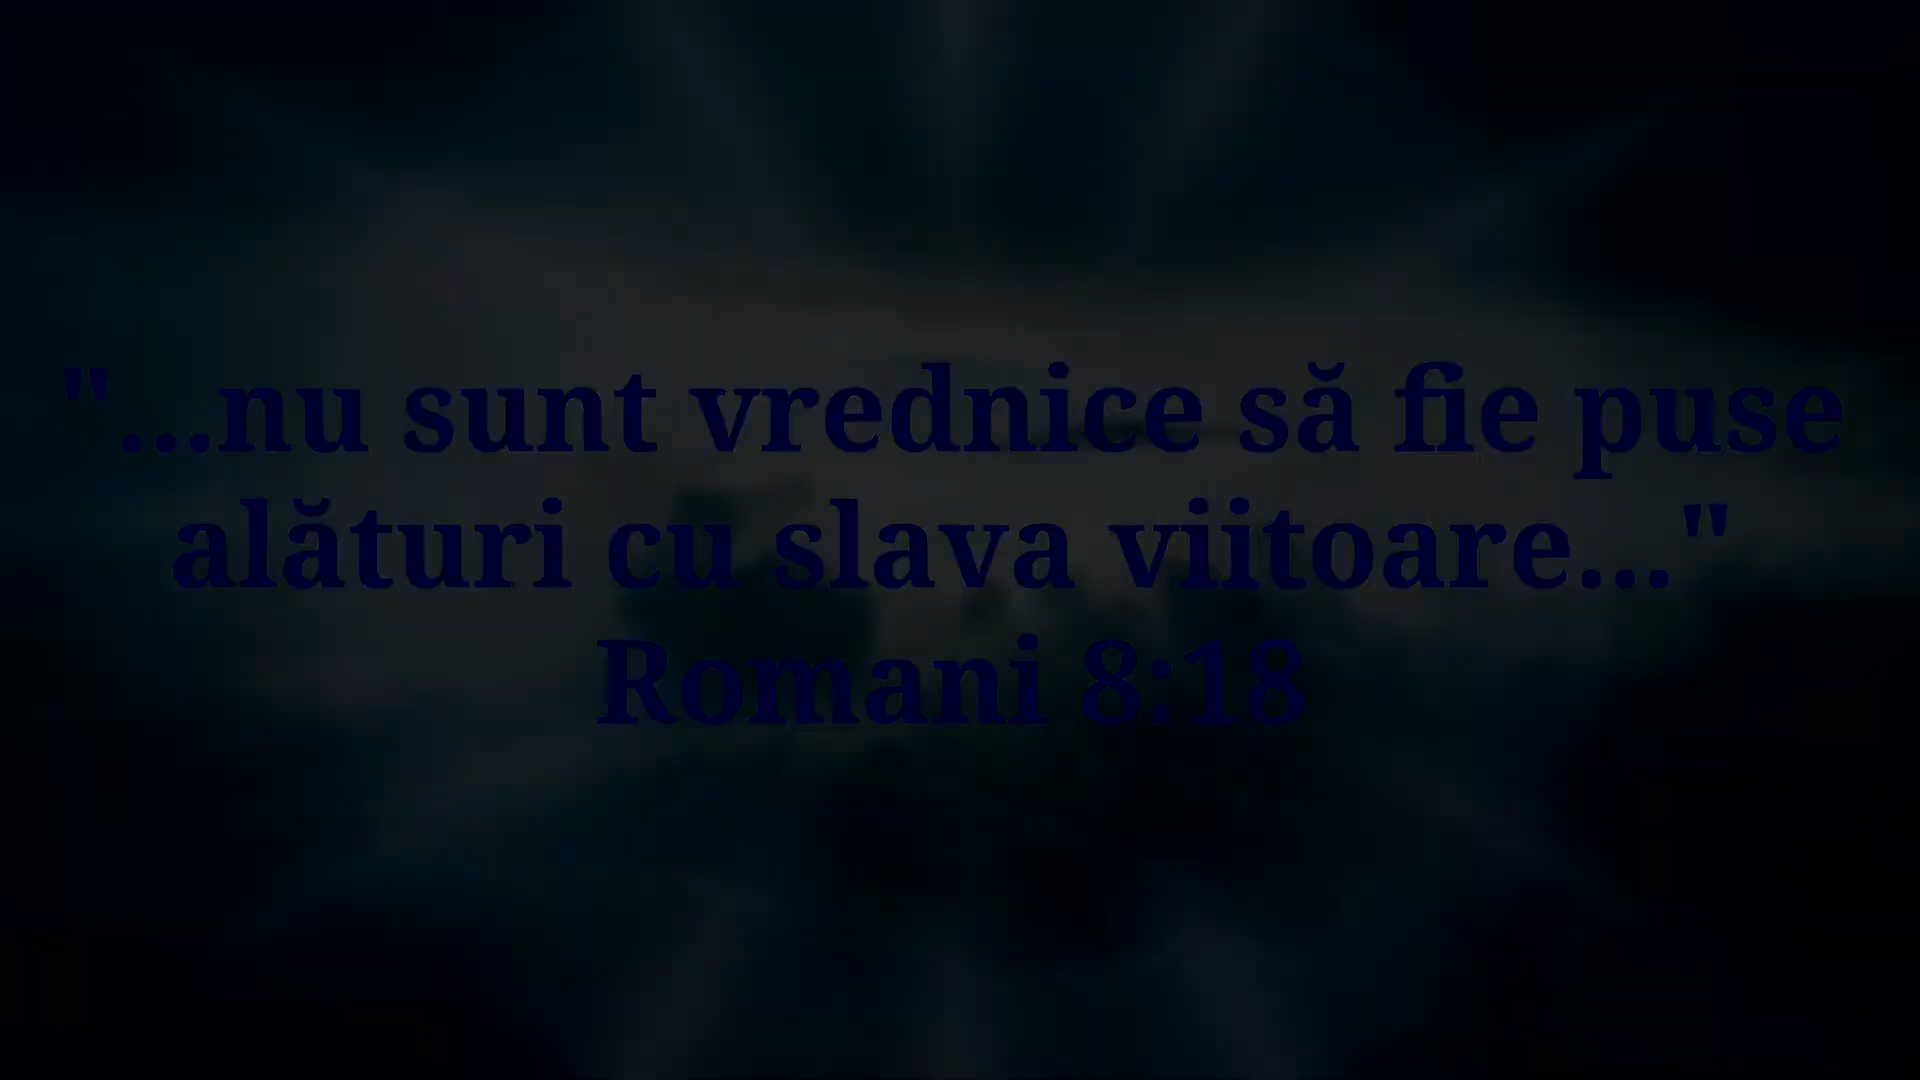 "...nu sunt vrednice să fie puse
alături cu slava viitoare..."
Romani 8:18